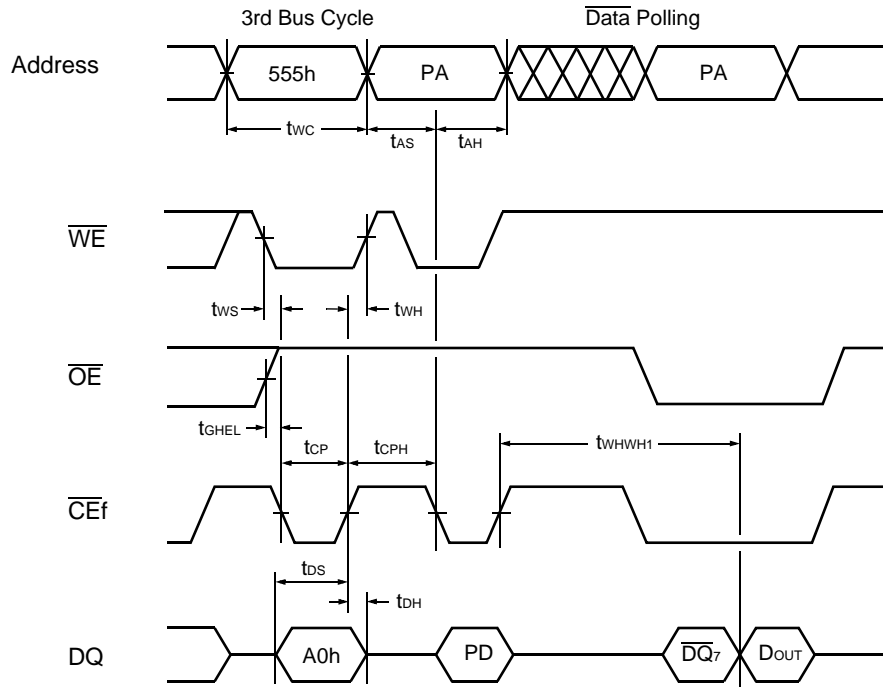 3rd Bus Cycle
Data Polling
Address
555h
PA
PA
tWC
tAS
tAH
WE
tWS
tWH
OE
tGHEL
tCP
tCPH
tWHWH1
CEf
tDS
tDH
DQ
A0h
PD
DQ7
DOUT